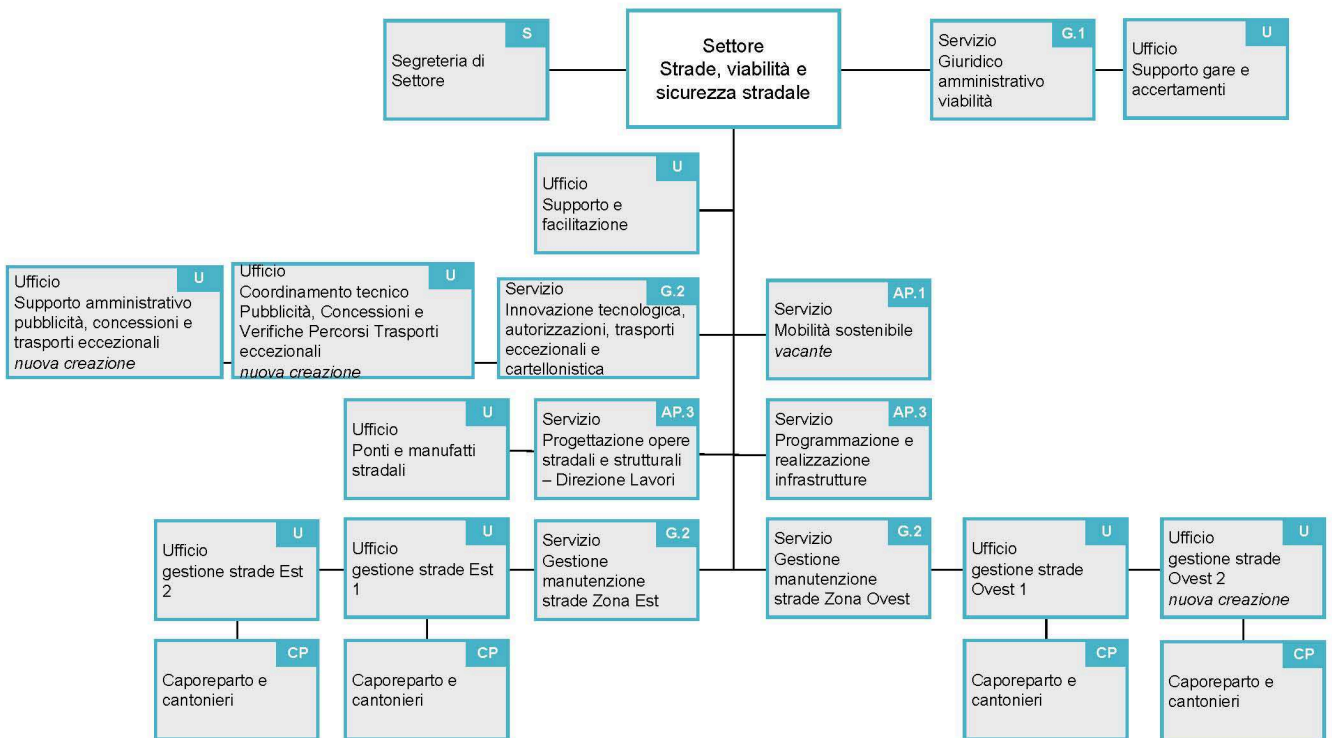 S
Segreteria di
Settore
Settore
Strade, viabilità e
sicurezza stradale
G.1
Servizio
Giuridico
amministrativo
viabilità
U
Ufficio
Supporto gare e
accertamenti
U
Ufficio
Supporto e
facilitazione
U
Ufficio
Supporto amministrativo
pubblicità, concessioni e
trasporti eccezionali
nuova creazione
U
Ufficio
Coordinamento tecnico
Pubblicità, Concessioni e
Verifiche Percorsi Trasporti
eccezionali
nuova creazione
G.2
Servizio
Innovazione tecnologica,
autorizzazioni, trasporti
eccezionali e
cartellonistica
AP.1
Servizio
Mobilità sostenibile
vacante
U
Ufficio
Ponti e manufatti
stradali
AP.3
Servizio
Progettazione opere
stradali e strutturali
– Direzione Lavori
AP.3
Servizio
Programmazione e
realizzazione
infrastrutture
U
Ufficio
gestione strade Est
2
U
Ufficio
gestione strade Est
1
G.2
Servizio
Gestione
manutenzione
strade Zona Est
G.2
Servizio
Gestione
manutenzione
strade Zona Ovest
U
Ufficio
gestione strade
Ovest 1
U
Ufficio
gestione strade
Ovest 2
nuova creazione
CP
Caporeparto e
cantonieri
CP
Caporeparto e
cantonieri
CP
Caporeparto e
cantonieri
CP
Caporeparto e
cantonieri